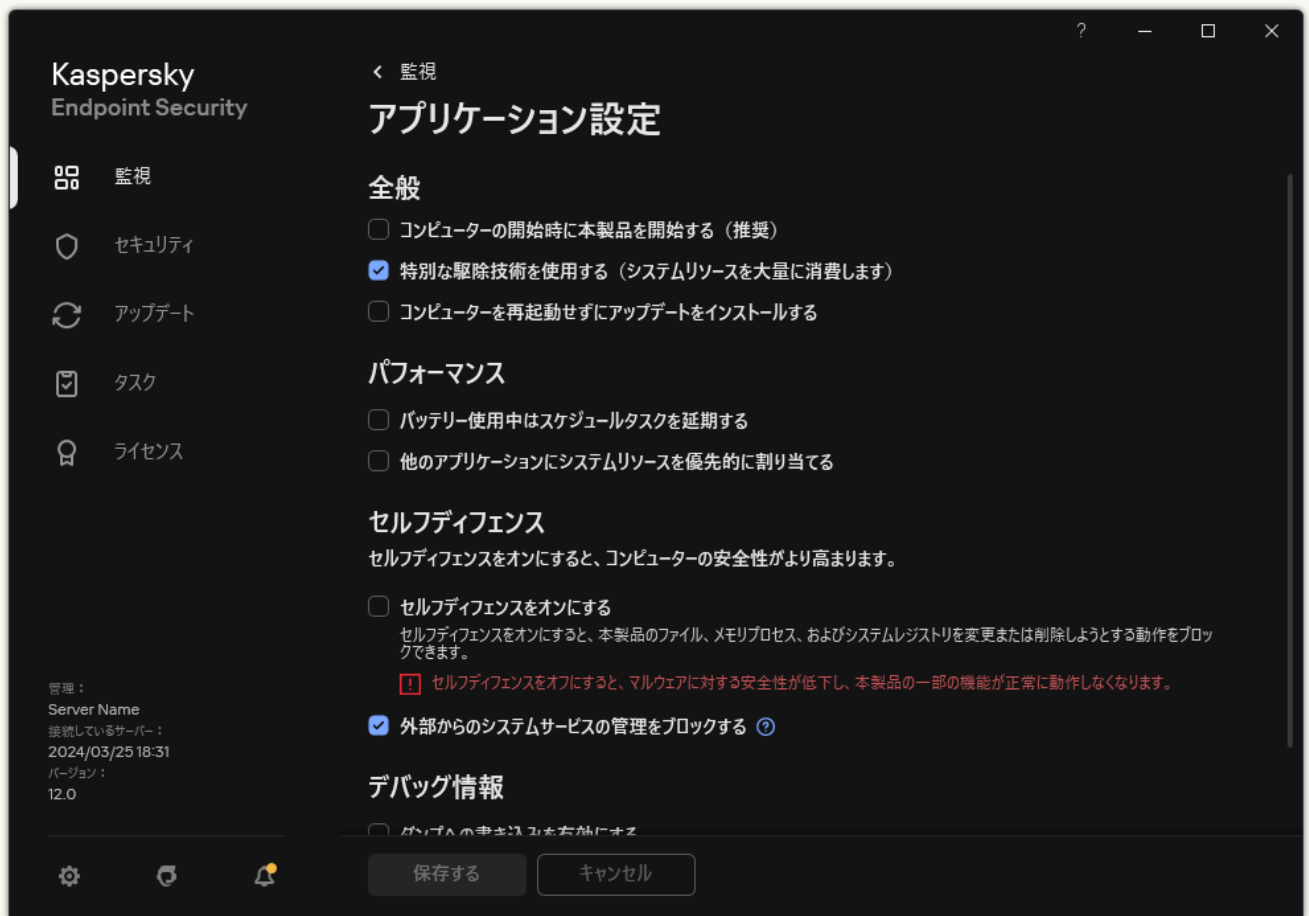 Kaspersky
Endpoint Security
監視
セキュリティ
アップデート
タスク
ライセンス
管理：
Server Name
接続しているサーバー：
2024/03/25 18:31
バージョン：
12.0
?
監視
アプリケーション設定
全般
コンピューターの開始時に本製品を開始する（推奨）
特別な駆除技術を使用する（システムリソースを大量に消費します）
コンピューターを再起動せずにアップデートをインストールする
パフォーマンス
バッテリー使用中はスケジュールタスクを延期する
他のアプリケーションにシステムリソースを優先的に割り当てる
セルフディフェンス
セルフディフェンスをオンにすると、コンピューターの安全性がより高まります。
セルフディフェンスをオンにする
セルフディフェンスをオンにすると、本製品のファイル、メモリプロセス、およびシステムレジストリを変更または削除しようとする動作をブロッ
クできます。
! セルフディフェンスをオフにすると、マルウェアに対する安全性が低下し、本製品の一部の機能が正常に動作しなくなります。
外部からのシステムサービスの管理をブロックする ?
デバッグ情報
ダンプへの書き込みを有効にする
保存する
キャンセル